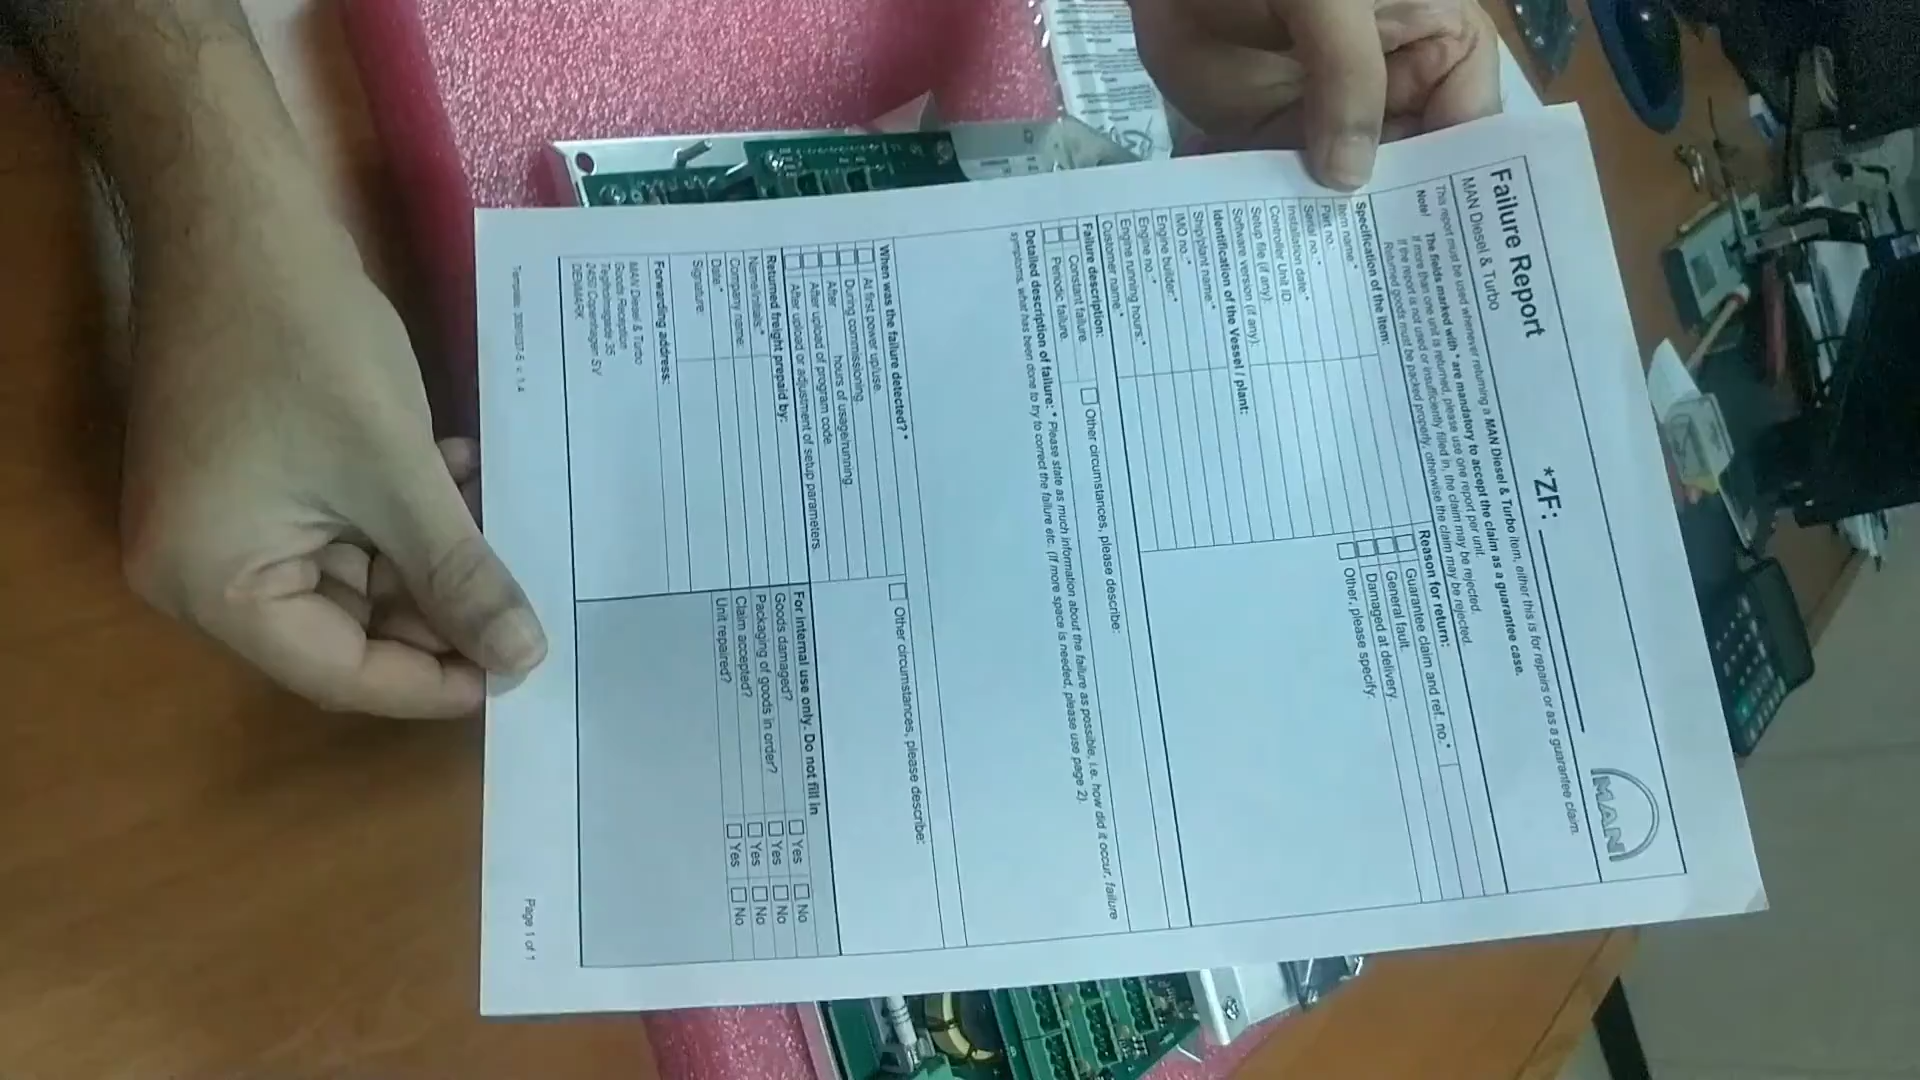 Failure Report
*ZF:
MAN Diesel & Turbo
MAN
This report must be used whenever returning a MAN Diesel & Turbo item, either this is for repairs or as a guarantee claim.
Note! The fields marked with * are mandatory to accept the claim as a guarantee case.
If more than one unit is returned, please use one report per unit.
If the report is not used or insufficiently filled in, the claim may be rejected.
Returned goods must be packed properly, otherwise the claim may be rejected.
Specification of the item:
Item name:*
Part no.:*
Serial no.:*
Installation date:*
Controller Unit ID:
Setup file (if any):
Software version (if any):
Reason for return:
Guarantee claim and ref. no.*
General fault.
Damaged at delivery.
Other, please specify:
Identification of the Vessel / plant:
Ship/plant name:*
IMO no.:*
Engine builder:*
Engine no.:*
Engine running hours:*
Customer name:*
Failure description:
Constant failure.
Periodic failure.
Other circumstances, please describe:
Detailed description of failure: * Please state as much information about the failure as possible, i.e. how did it occur, failure
symptoms, what has been done to try to correct the failure etc. (If more space is needed, please use page 2).
When was the failure detected? *
At first power up/use.
During commissioning.
After hours of usage/running.
After upload of program code.
After upload or adjustment of setup parameters.
Other circumstances, please describe:
Returned freight prepaid by:
Name/initials:*
Company name:
Date:*
Signature:
For internal use only. Do not fill in
Goods damaged? Yes No
Packaging of goods in order? Yes No
Claim accepted? Yes No
Unit repaired? Yes No
Forwarding address:
MAN Diesel & Turbo
Goods Reception
Teglholmsgade 35
2450 Copenhagen SV
DENMARK
Page 1 of 1